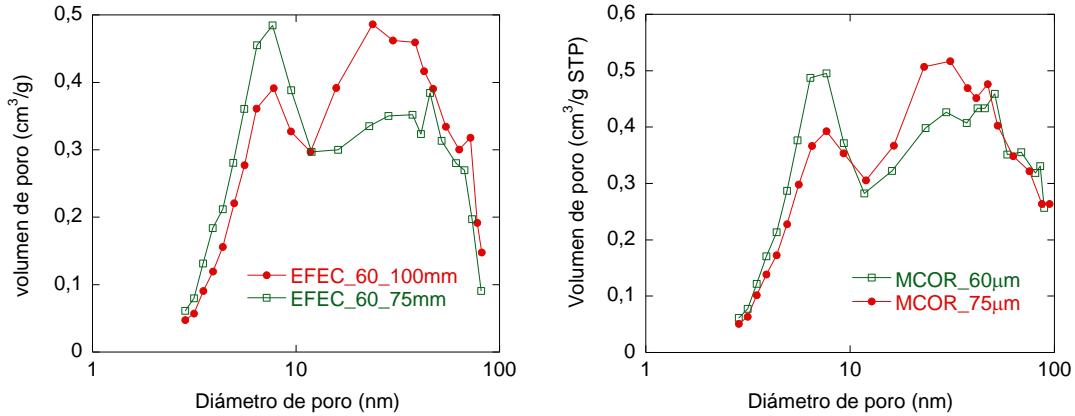 0,5
0,4
0,3
0,2
0,1
0
volumen de poro (cm³/g)
EFEC_60_100mm
EFEC_60_75mm
1
10
100
Diámetro de poro (nm)
0,6
0,5
0,4
0,3
0,2
0,1
0
Volumen de poro (cm³/g STP)
MCOR_60μm
MCOR_75μm
1
10
100
Diámetro de poro (nm)